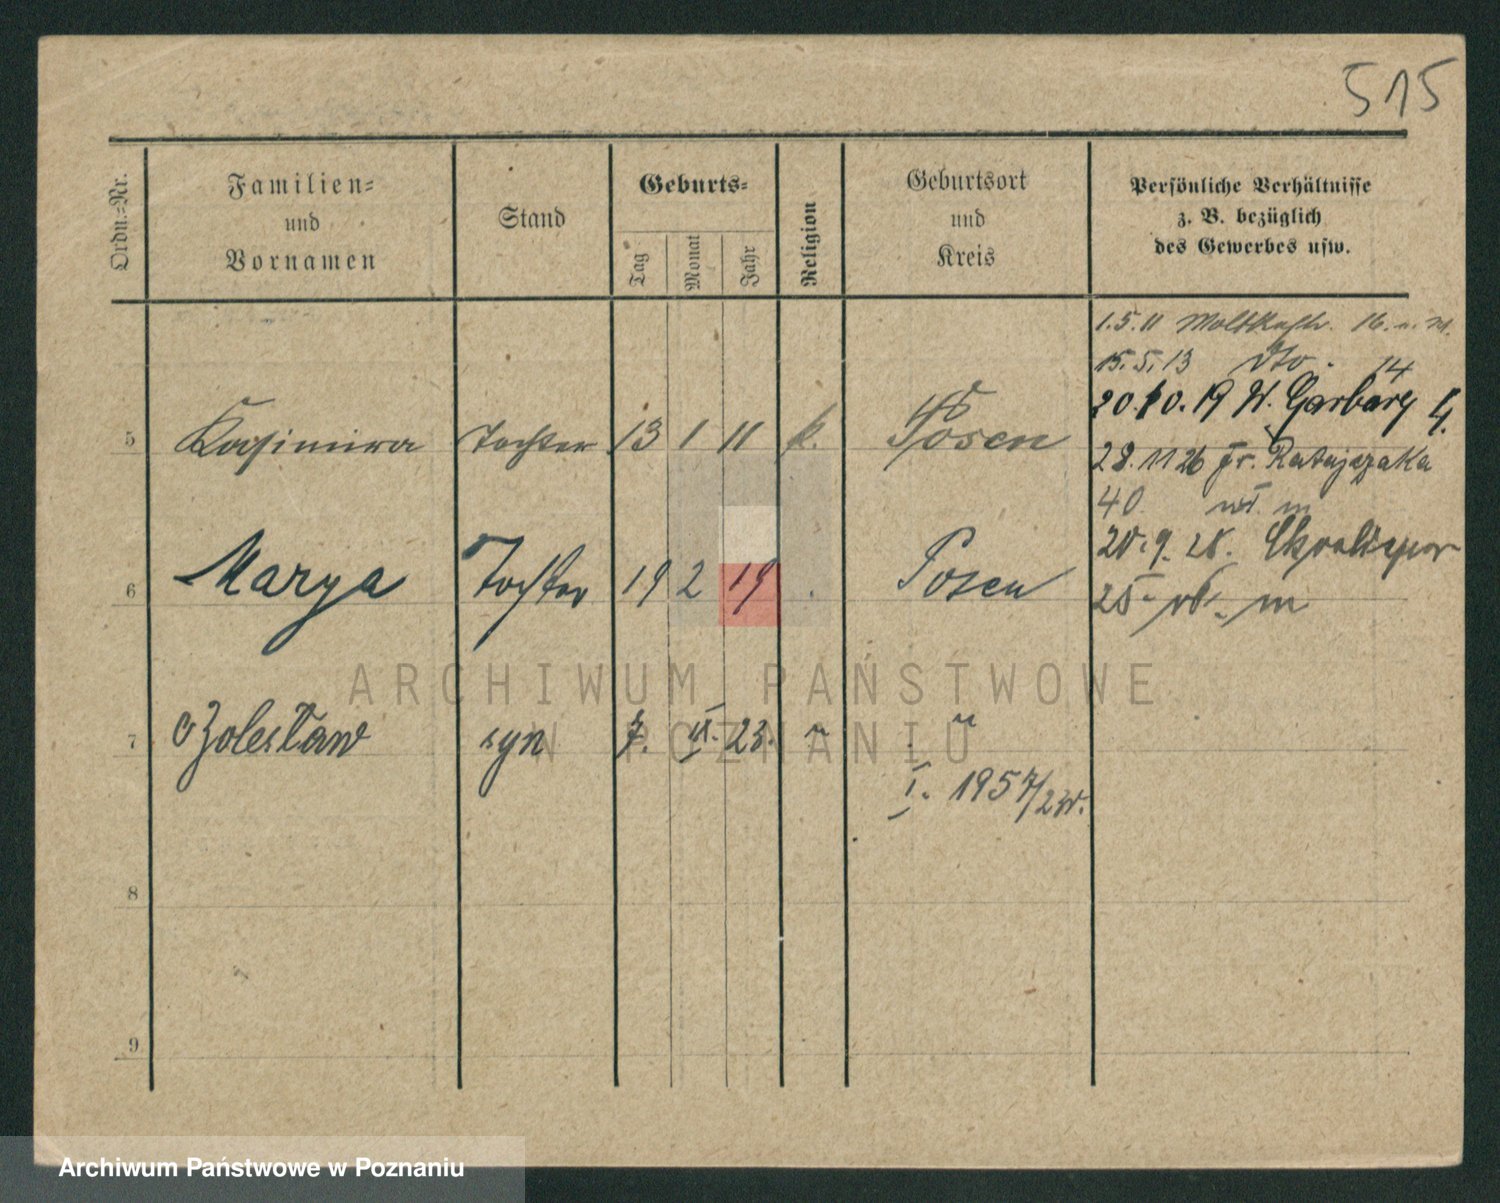 515
Ordn.=Nr.
Familien=
und
Vornamen
Stand
Geburts=
Tag
Monat
Jahr
Religion
Geburtsort
und
Kreis
Persönliche Verhältnisse
z. B. bezüglich
des Gewerbes usw.
1.5.11 Moltkestr. 16
15.5.13 dto. 14
20.10.19 W. Garbary 4.
5 Kasimira Tochter 13 1 11 k. Posen
28.11 26 Fr. Ratajczaka
40 m
20.9.28.
6 Marya Tochter 19 2 19 . Posen
25 m
7 Bolesław syn 7. 23. " "
I. 1957/
8
9
ARCHIWUM PAŃSTWOWE
W POZNANIU
Archiwum Państwowe w Poznaniu